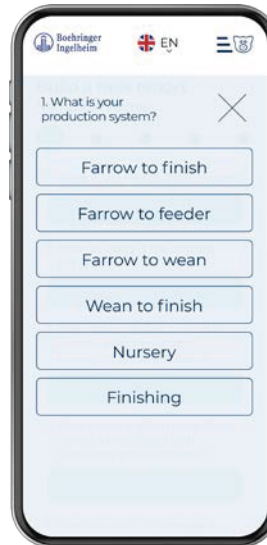 Boehringer
Ingelheim
EN
1. What is your
production system?
Farrow to finish
Farrow to feeder
Farrow to wean
Wean to finish
Nursery
Finishing